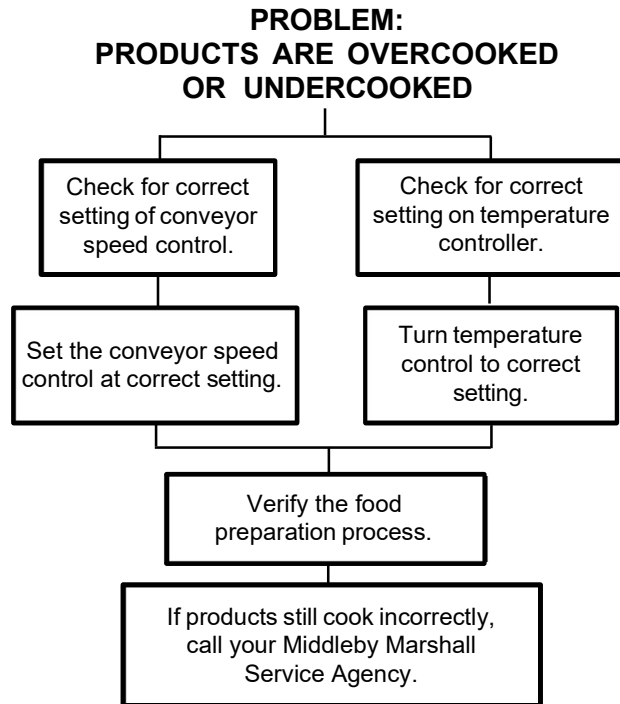 PROBLEM:
PRODUCTS ARE OVERCOOKED
OR UNDERCOOKED
Check for correct
setting of conveyor
speed control.
Check for correct
setting on temperature
controller.
Set the conveyor speed
control at correct setting.
Turn temperature
control to correct
setting.
Verify the food
preparation process.
If products still cook incorrectly,
call your Middleby Marshall
Service Agency.